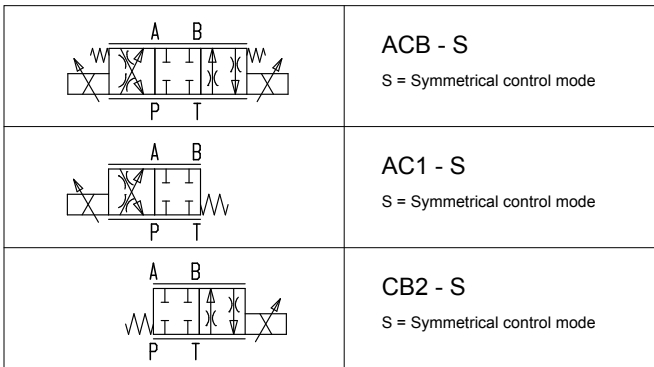 A B
P T
ACB - S
S = Symmetrical control mode
A B
P T
AC1 - S
S = Symmetrical control mode
A B
P T
CB2 - S
S = Symmetrical control mode